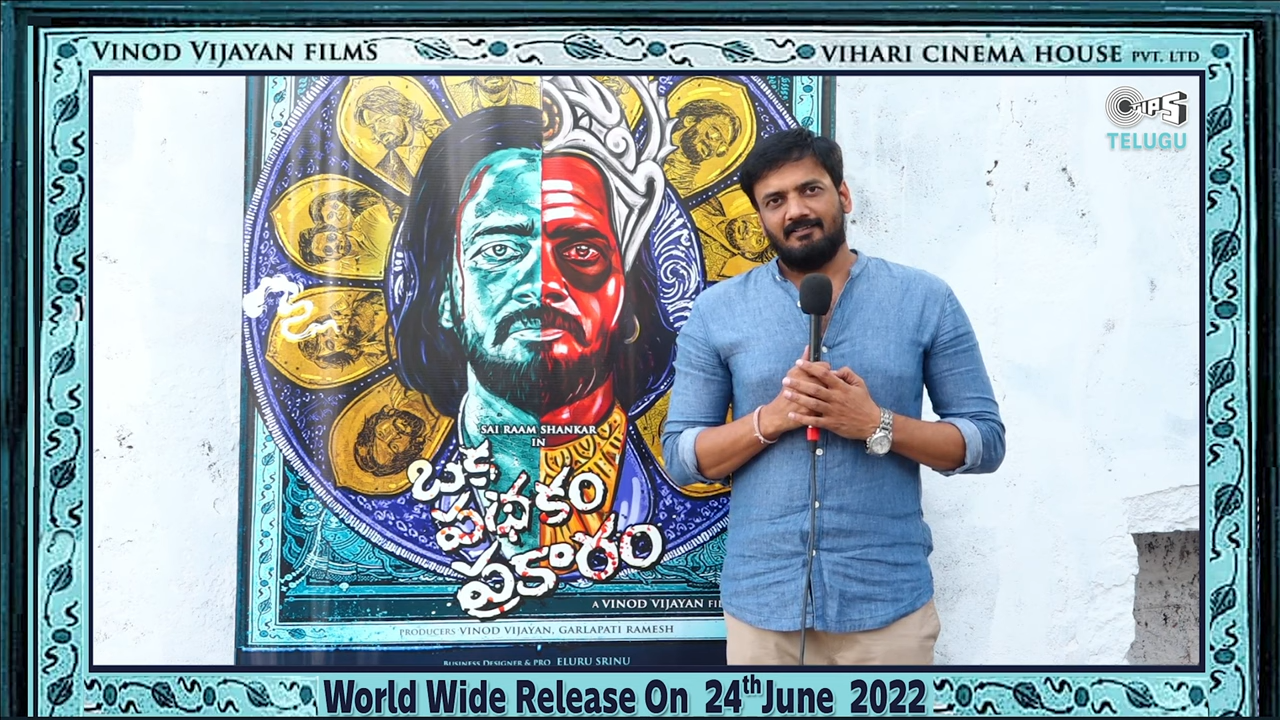 VINOD VIJAYAN FILMS
VIHARI CINEMA HOUSE PVT. LTD
TIPS
TELUGU
SAI RAAM SHANKAR
IN
ఒక
పథకం
ప్రకారం
A VINOD VIJAYAN
PRODUCERS VINOD VIJAYAN, GARLAPATI RAMESH
BUSINESS DESIGNER & PRO ELURU SRINU
World Wide Release On 24th June 2022